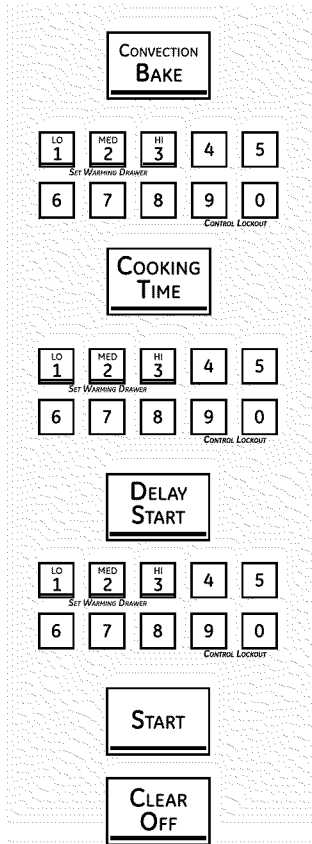 CONVECTION
BAKE
LO MED HI
1 2 3 4 5
SET WARMING DRAWER
6 7 8 9 0
CONTROL LOCKOUT
COOKING
TIME
LO MED HI
1 2 3 4 5
SET WARMING DRAWER
6 7 8 9 0
CONTROL LOCKOUT
DELAY
START
LO MED HI
1 2 3 4 5
SET WARMING DRAWER
6 7 8 9 0
CONTROL LOCKOUT
START
CLEAR
OFF